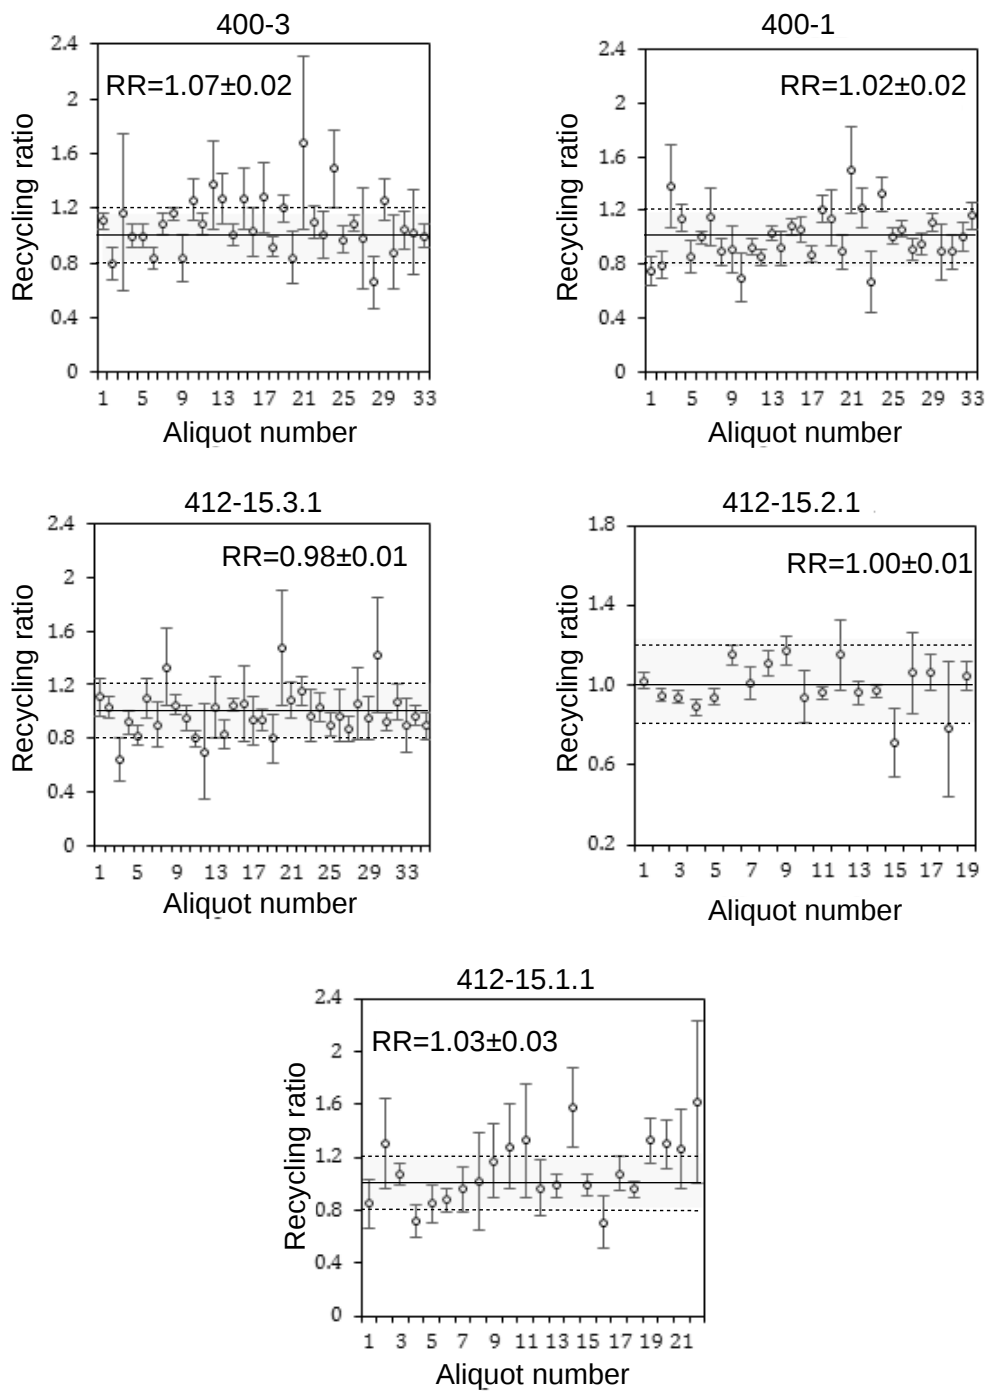 400-3
2.4
RR=1.07±0.02
2
1.6
1.2
0.8
0.4
0
Recycling ratio
1 5 9 13 17 21 25 29 33
Aliquot number
400-1
2.4
RR=1.02±0.02
2
1.6
1.2
0.8
0.4
0
Recycling ratio
1 5 9 13 17 21 25 29 33
Aliquot number
412-15.3.1
2.4
RR=0.98±0.01
2
1.6
1.2
0.8
0.4
0
Recycling ratio
1 5 9 13 17 21 25 29 33
Aliquot number
412-15.2.1
1.8
RR=1.00±0.01
1.4
1.0
0.6
0.2
Recycling ratio
1 3 5 7 9 11 13 15 17 19
Aliquot number
412-15.1.1
2.4
RR=1.03±0.03
2
1.6
1.2
0.8
0.4
0
Recycling ratio
1 3 5 7 9 11 13 15 17 19 21
Aliquot number